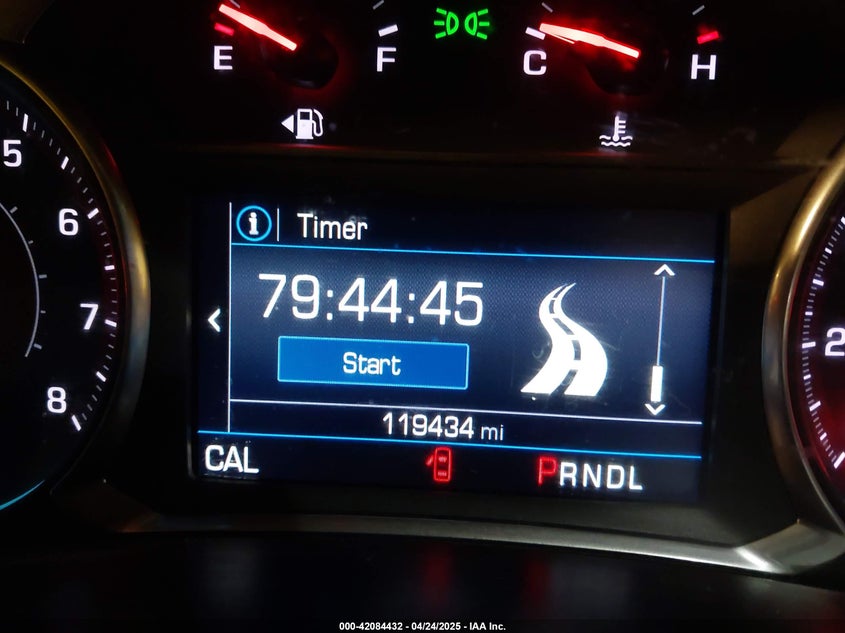 E F C H
5
6
7
8
i Timer
79:44:45
Start
2
119434 mi
CAL PRNDL
000-42084432 - 04/24/2025 - IAA Inc.